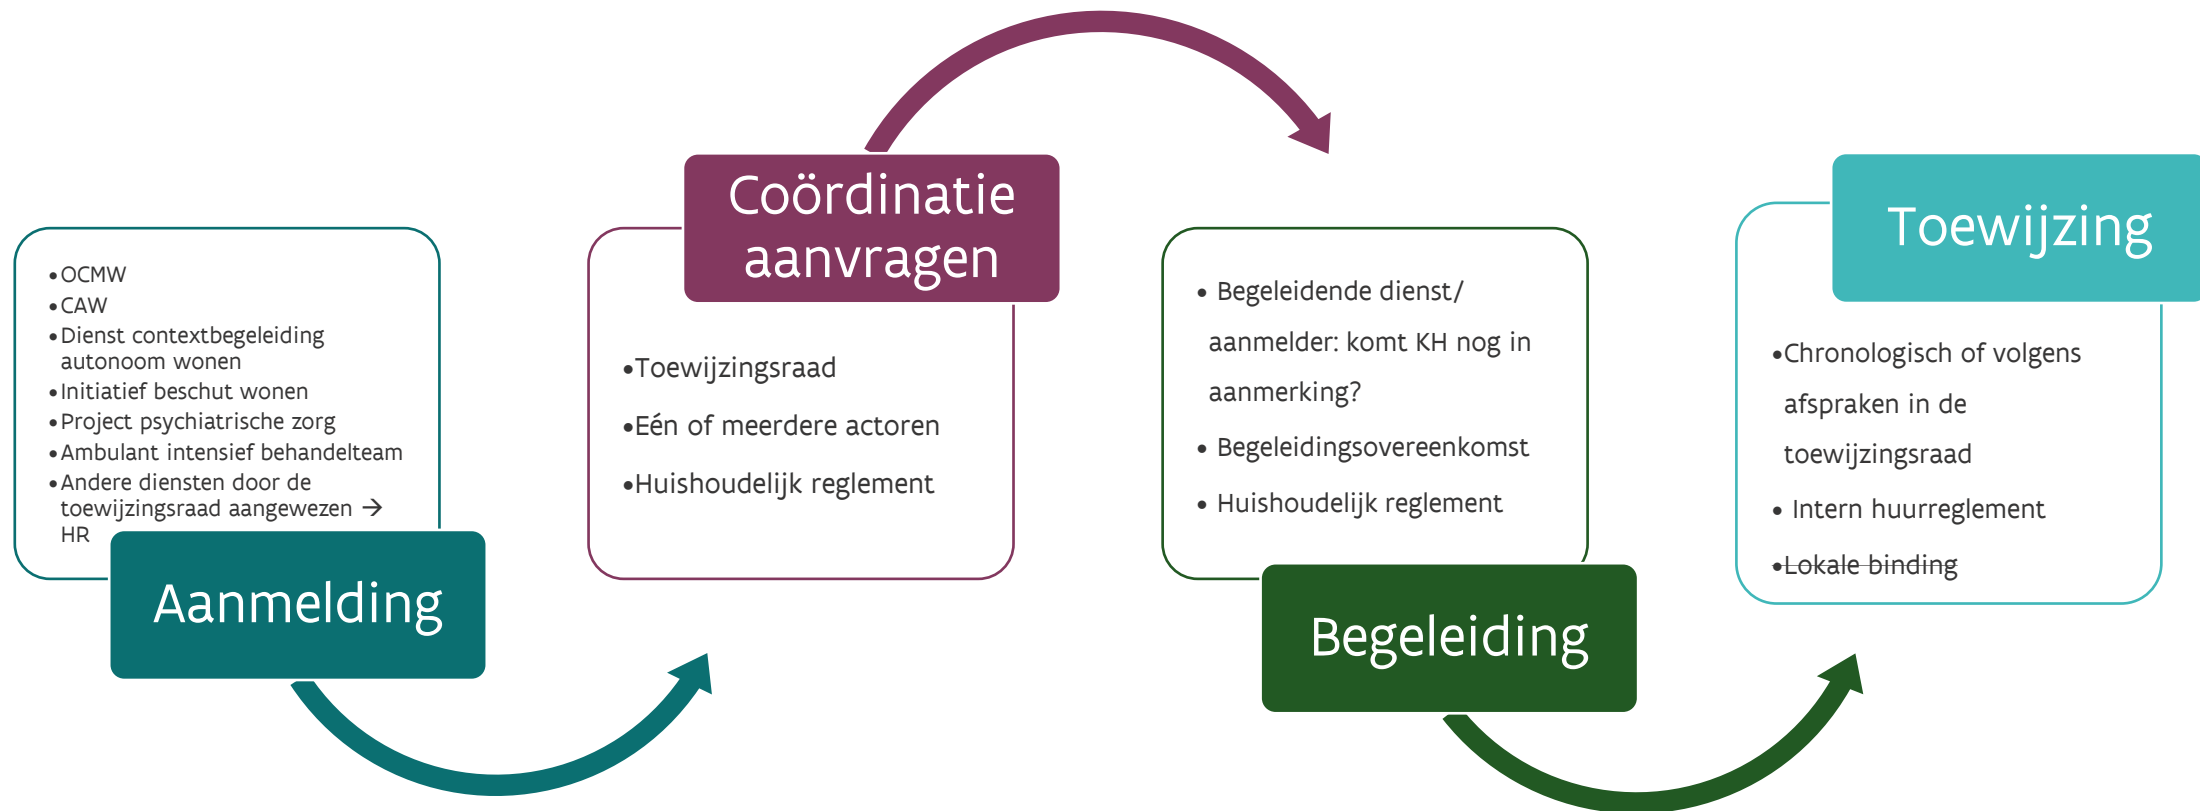 •OCMW
•CAW
•Dienst contextbegeleiding
autonoom wonen
•Initiatief beschut wonen
•Project psychiatrische zorg
•Ambulant intensief behandelteam
•Andere diensten door de
toewijzingsraad aangewezen →
HR
Aanmelding
Coördinatie
aanvragen
•Toewijzingsraad
•Eén of meerdere actoren
•Huishoudelijk reglement
• Begeleidende dienst/
aanmelder: komt KH nog in
aanmerking?
• Begeleidingsovereenkomst
• Huishoudelijk reglement
Begeleiding
Toewijzing
•Chronologisch of volgens
afspraken in de
toewijzingsraad
• Intern huurreglement
•Lokale binding